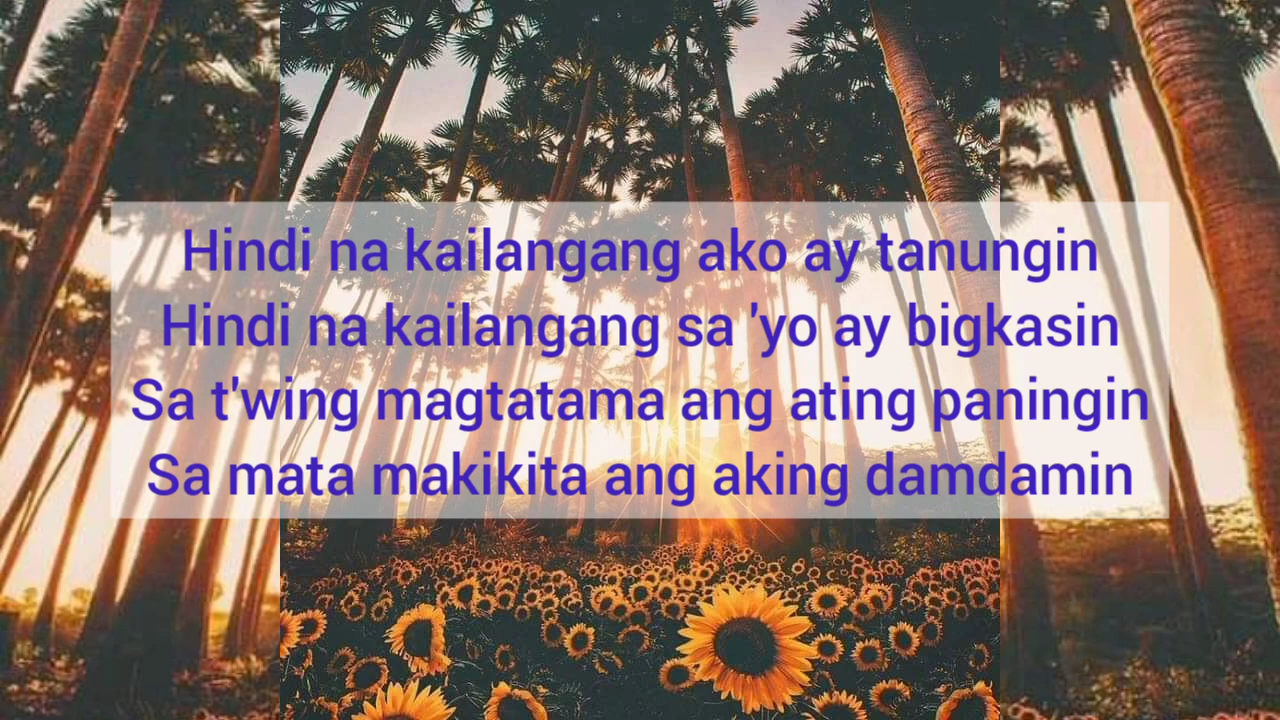 Hindi na kailangang ako ay tanungin
Hindi na kailangang sa 'yo ay bigkasin
Sa t'wing magtatama ang ating paningin
Sa mata makikita ang aking damdamin